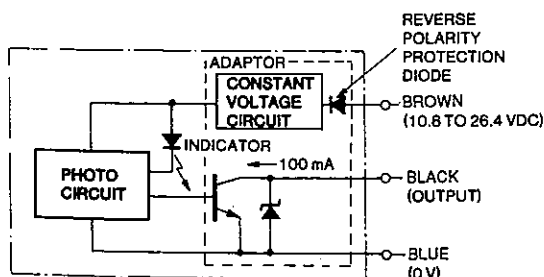 REVERSE
POLARITY
PROTECTION
DIODE
ADAPTOR
CONSTANT
VOLTAGE
CIRCUIT
BROWN
(10.8 TO 26.4 VDC)
INDICATOR
PHOTO
CIRCUIT
100 mA
BLACK
(OUTPUT)
BLUE
(0 V)